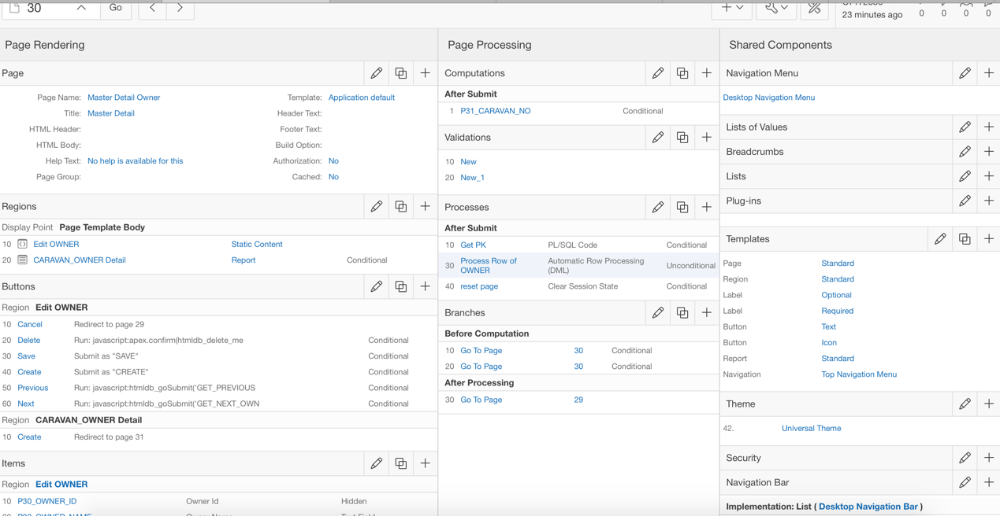 30 Go
23 minutes ago 0 0 0 0
Page Rendering
Page
Page Name: Master Detail Owner Template: Application default
Title: Master Detail Header Text:
HTML Header: Footer Text:
HTML Body: Build Option:
Help Text: No help is available for this Authorization: No
Page Group: Cached: No
Regions
Display Point Page Template Body
10 Edit OWNER Static Content
20 CARAVAN_OWNER Detail Report Conditional
Buttons
Region Edit OWNER
10 Cancel Redirect to page 29
20 Delete Run: javascript:apex.confirm(htmldb_delete_me Conditional
30 Save Submit as "SAVE" Conditional
40 Create Submit as "CREATE" Conditional
50 Previous Run: javascript:htmldb_goSubmit('GET_PREVIOUS Conditional
60 Next Run: javascript:htmldb_goSubmit('GET_NEXT_OWN Conditional
Region CARAVAN_OWNER Detail
10 Create Redirect to page 31
Items
Region Edit OWNER
10 P30_OWNER_ID Owner Id Hidden
Page Processing
Computations
After Submit
1 P31_CARAVAN_NO Conditional
Validations
10 New
20 New_1
Processes
After Submit
10 Get PK PL/SQL Code Conditional
30 Process Row of OWNER Automatic Row Processing (DML) Unconditional
40 reset page Clear Session State Conditional
Branches
Before Computation
10 Go To Page 30 Conditional
20 Go To Page 30 Conditional
After Processing
30 Go To Page 29
Shared Components
Navigation Menu
Desktop Navigation Menu
Lists of Values
Breadcrumbs
Lists
Plug-ins
Templates
Page Standard
Region Standard
Label Optional
Label Required
Button Text
Button Icon
Report Standard
Navigation Top Navigation Menu
Theme
42. Universal Theme
Security
Navigation Bar
Implementation: List ( Desktop Navigation Bar )